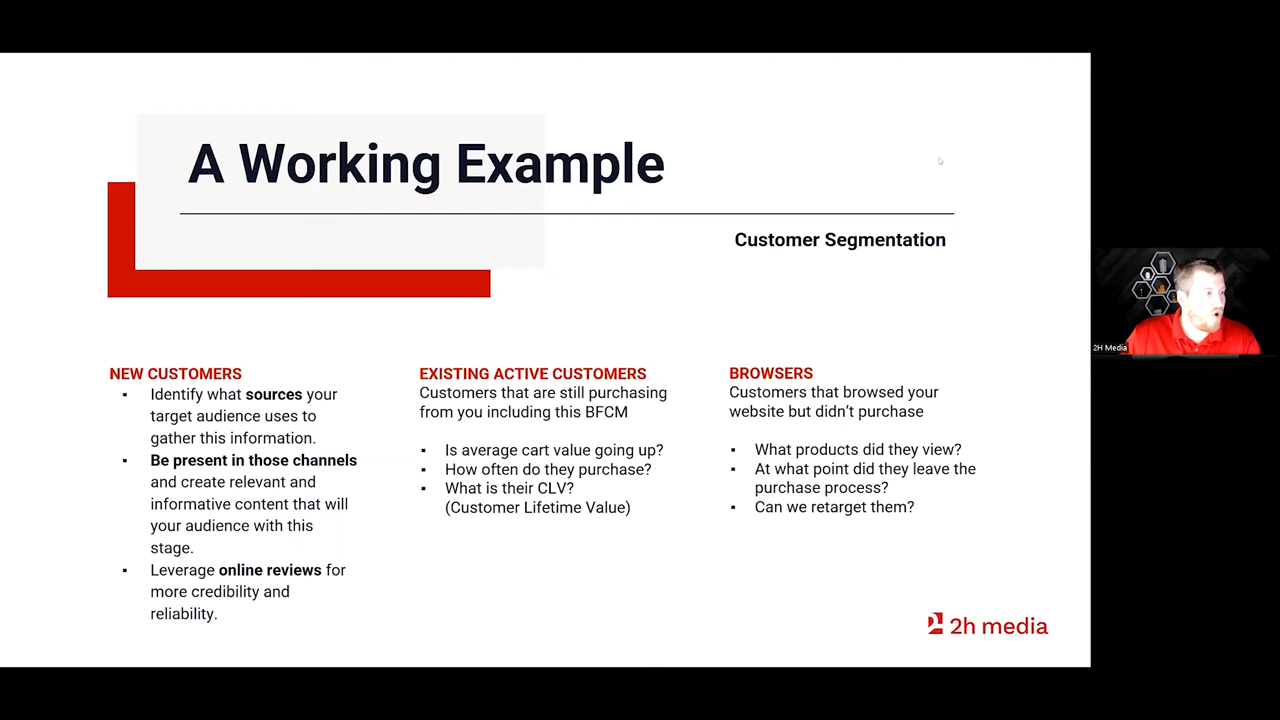 A Working Example
Customer Segmentation
NEW CUSTOMERS
▪ Identify what sources your
target audience uses to
gather this information.
▪ Be present in those channels
and create relevant and
informative content that will
your audience with this
stage.
▪ Leverage online reviews for
more credibility and
reliability.
EXISTING ACTIVE CUSTOMERS
Customers that are still purchasing
from you including this BFCM
▪ Is average cart value going up?
▪ How often do they purchase?
▪ What is their CLV?
(Customer Lifetime Value)
BROWSERS
Customers that browsed your
website but didn't purchase
▪ What products did they view?
▪ At what point did they leave the
purchase process?
▪ Can we retarget them?
2h media
2H Media